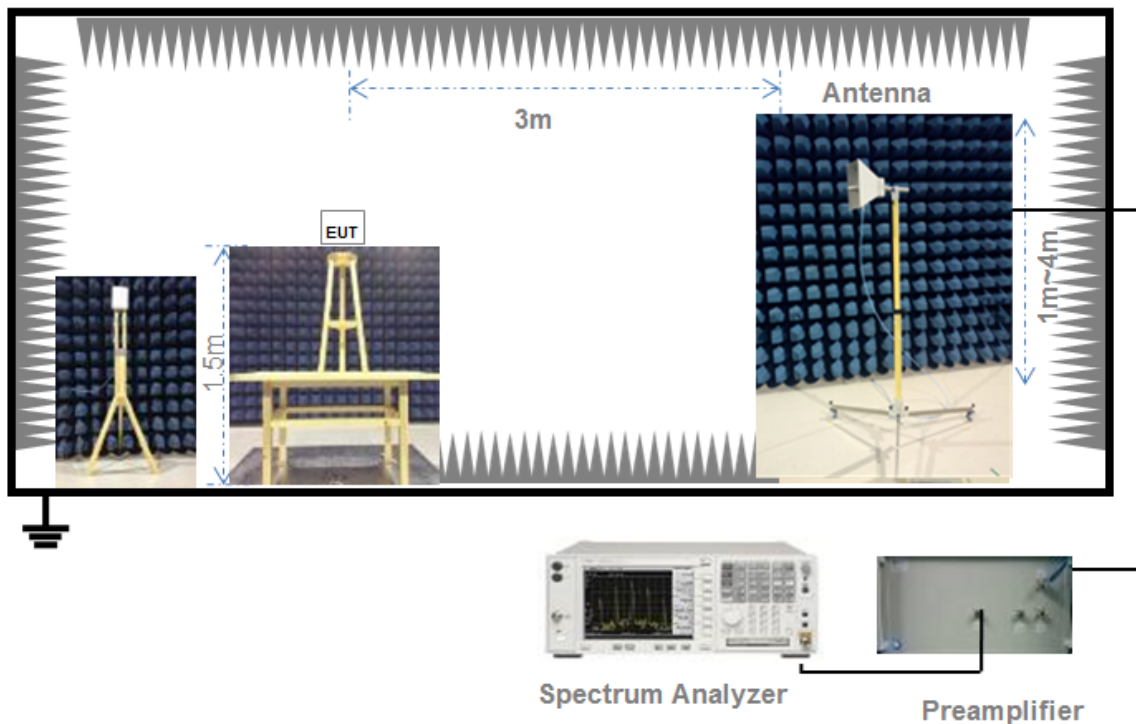 Antenna
3m
EUT
1.5m
1m~4m
Spectrum Analyzer
Preamplifier